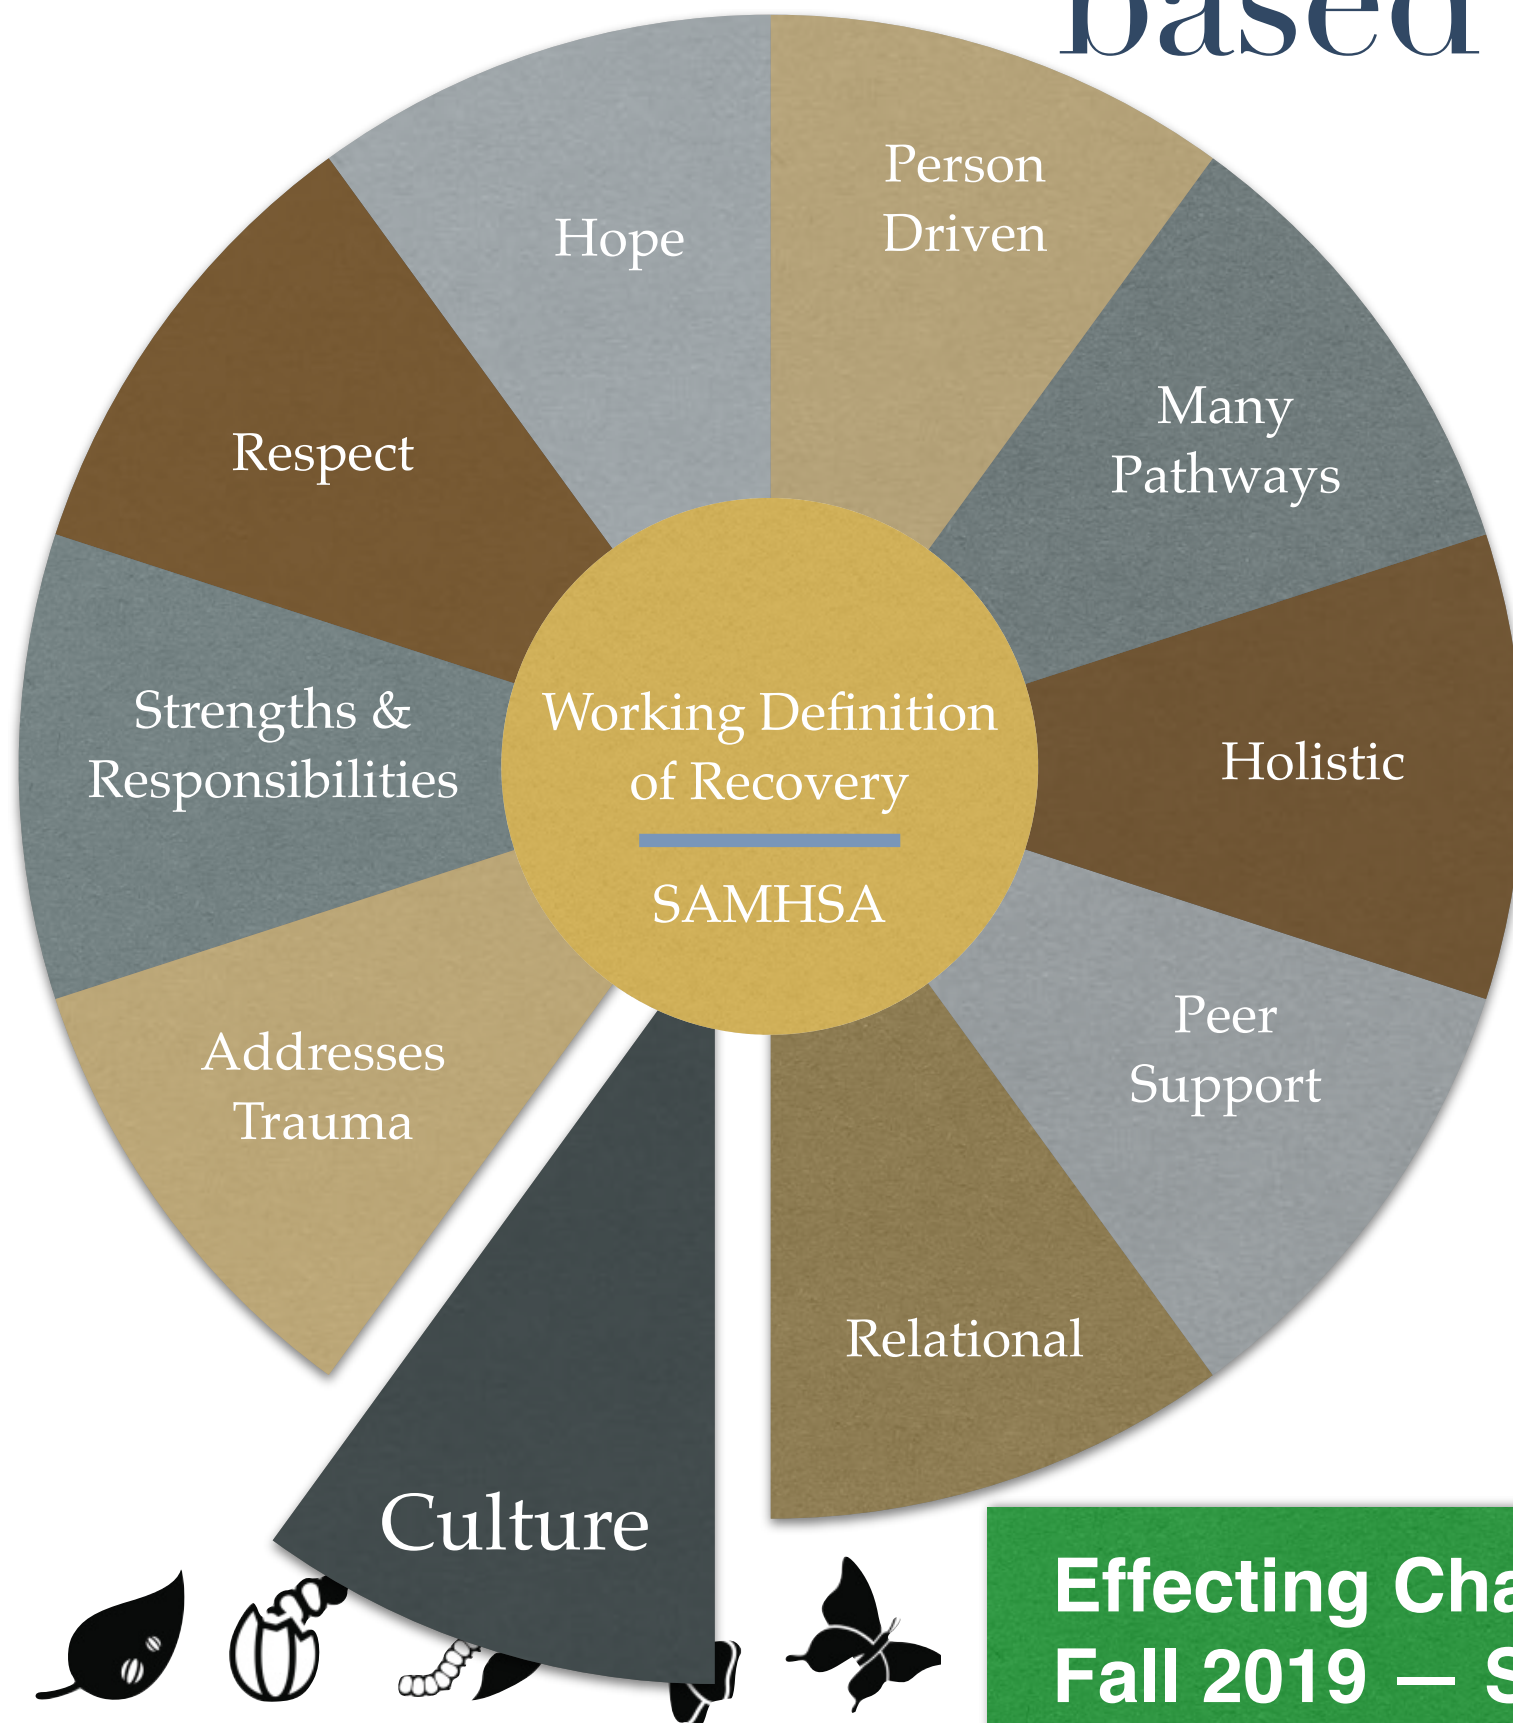 based
Person
Driven
Hope
Many
Pathways
Respect
Strengths &
Responsibilities
Working Definition
of Recovery
SAMHSA
Holistic
Peer
Support
Addresses
Trauma
Relational
Culture
Effecting Cha
Fall 2019 — S